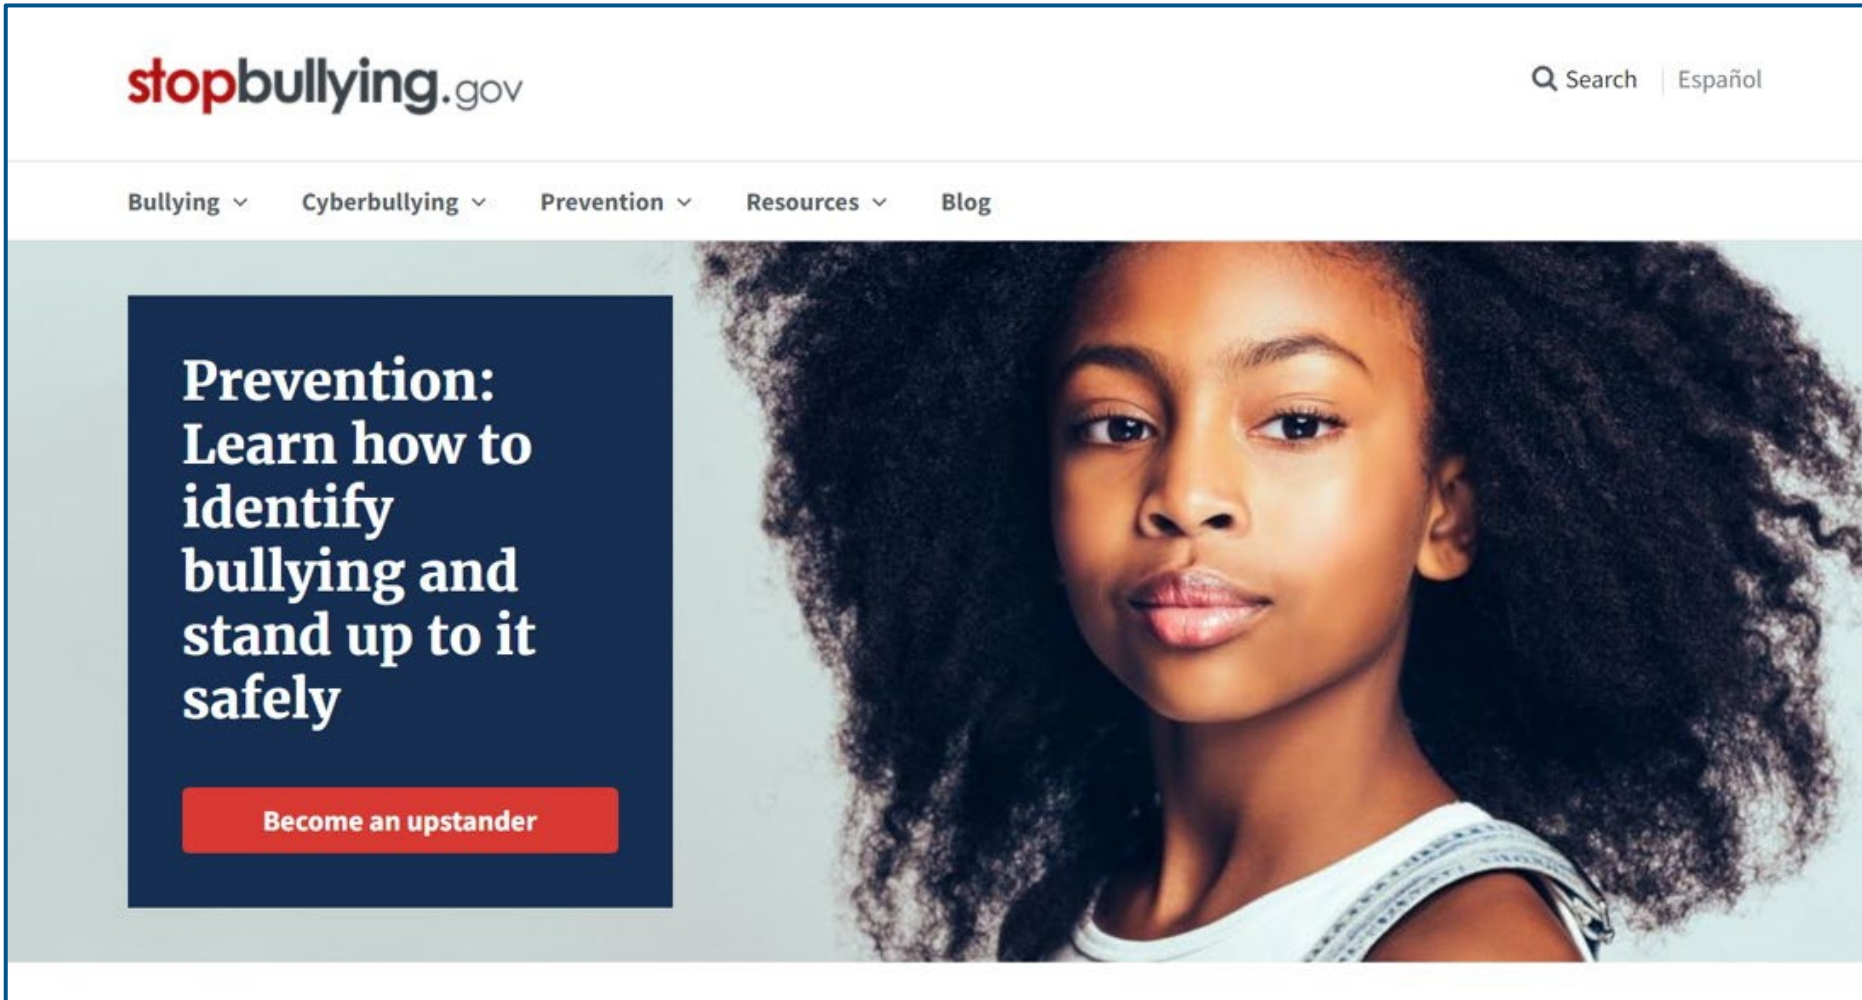 stopbullying.gov
Search
Español
Bullying
Cyberbullying
Prevention
Resources
Blog
Prevention:
Learn how to
identify
bullying and
stand up to it
safely
Become an upstander